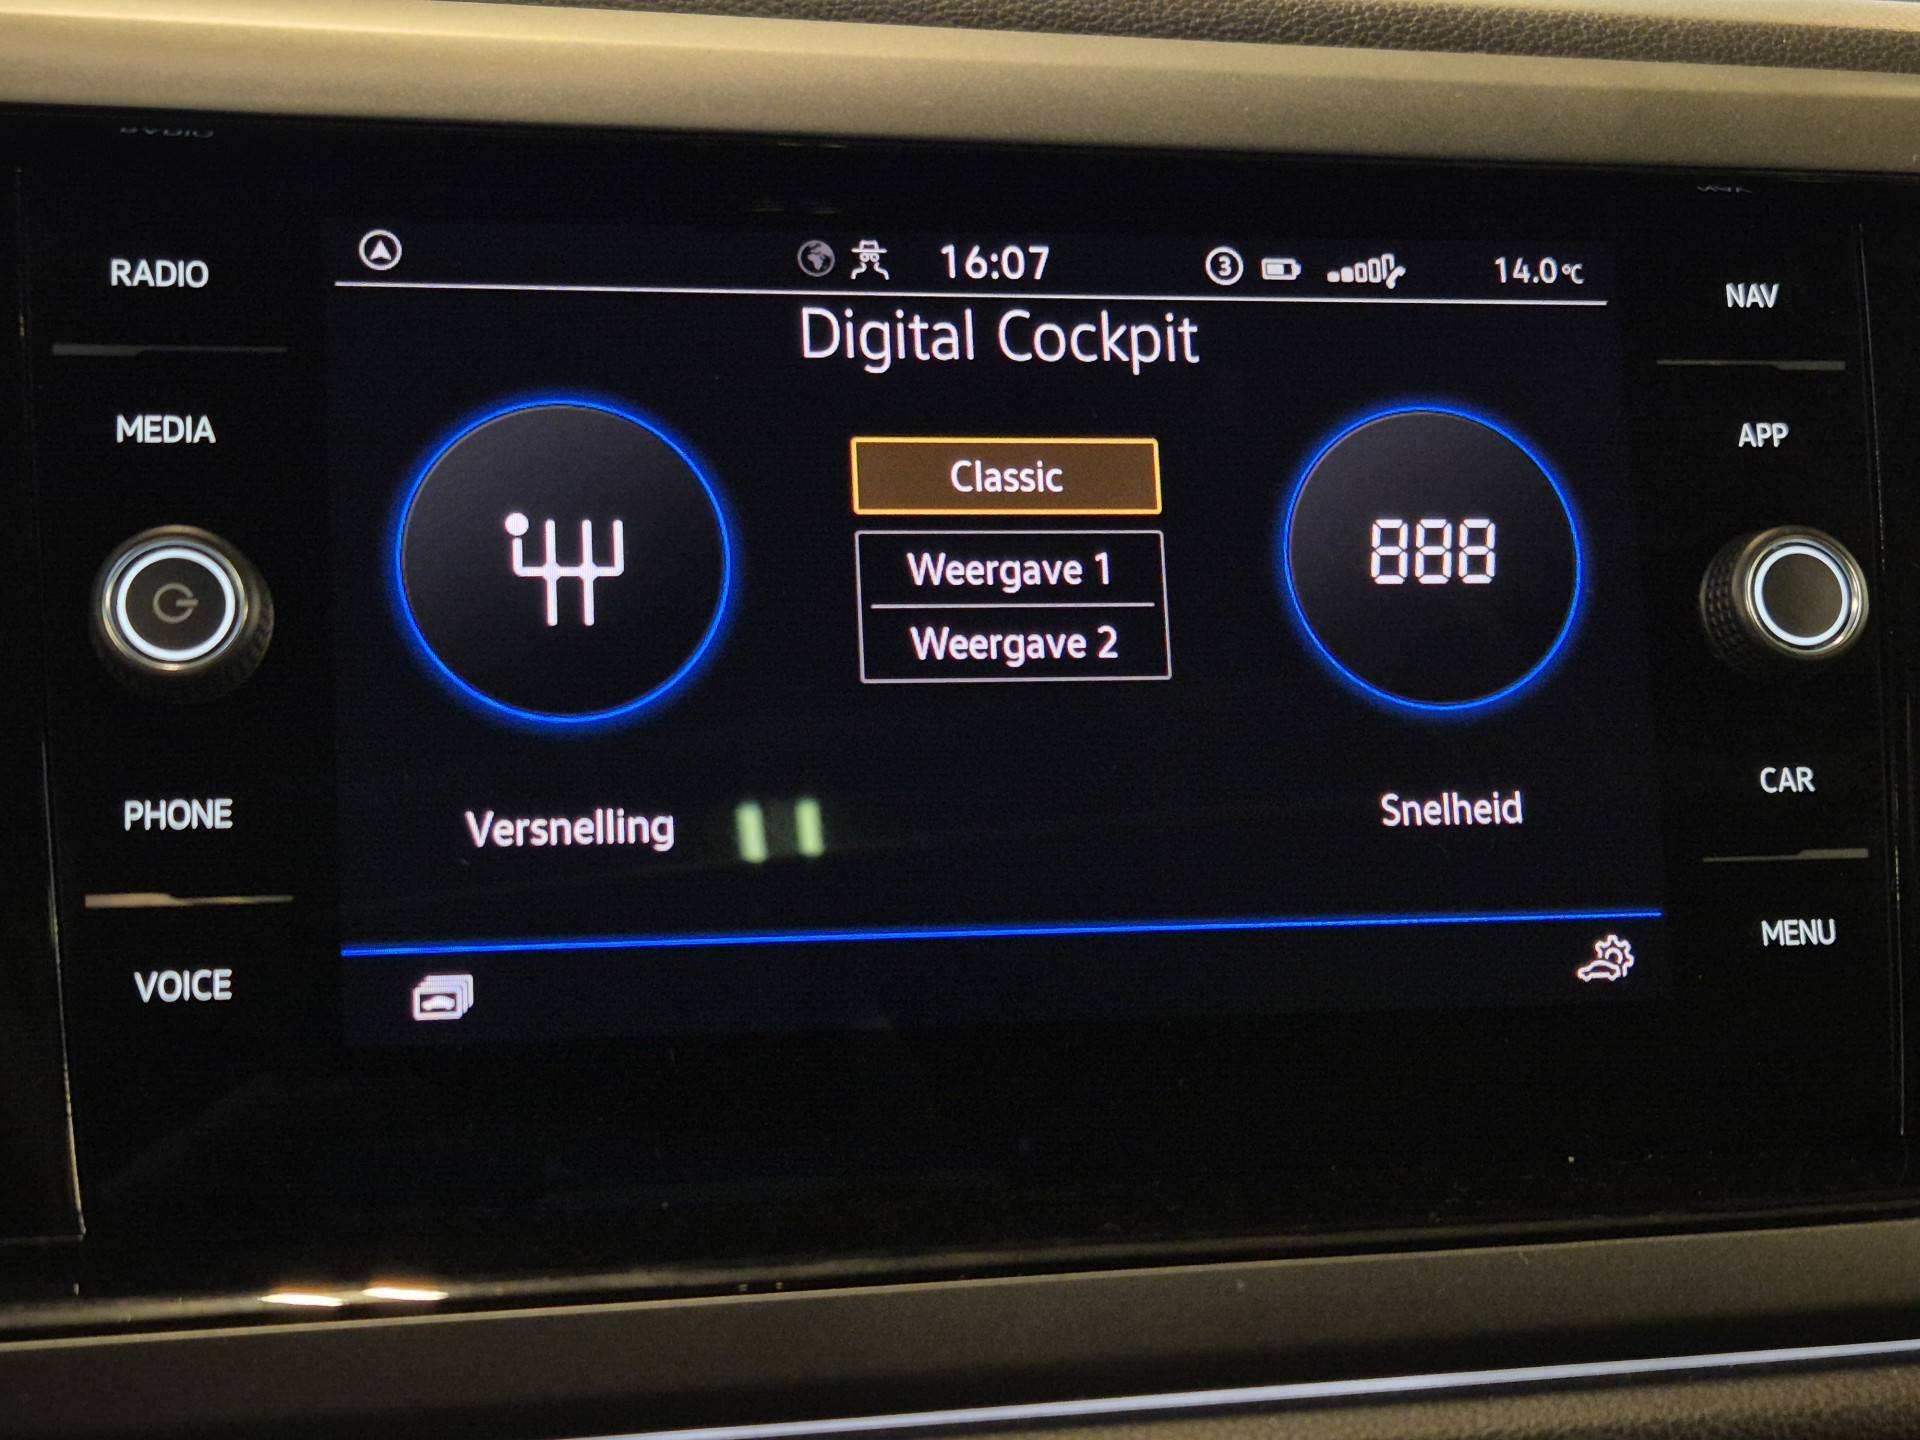 RADIO
MEDIA
PHONE
VOICE
16:07
3
14.0°C
Digital Cockpit
Classic
Weergave 1
Weergave 2
888
Versnelling
Snelheid
NAV
APP
CAR
MENU